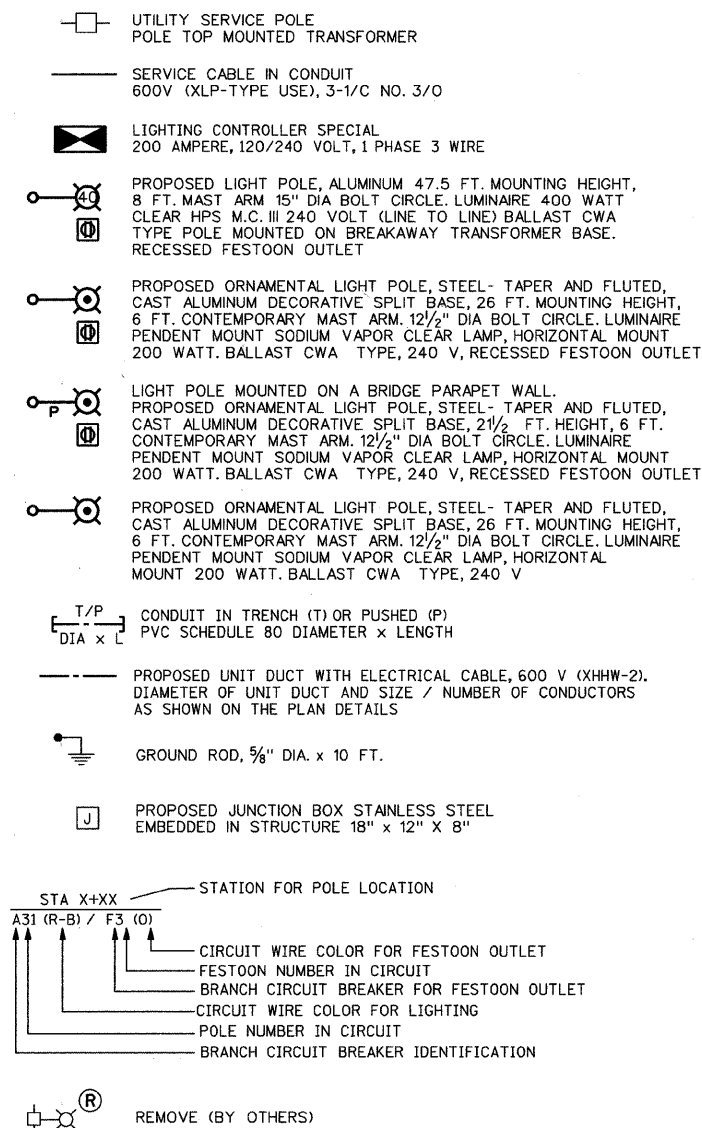 UTILITY SERVICE POLE
POLE TOP MOUNTED TRANSFORMER
SERVICE CABLE IN CONDUIT
600V (XLP-TYPE USE), 3-1/C NO. 3/0
LIGHTING CONTROLLER SPECIAL
200 AMPERE, 120/240 VOLT, 1 PHASE 3 WIRE
40
PROPOSED LIGHT POLE, ALUMINUM 47.5 FT. MOUNTING HEIGHT,
8 FT. MAST ARM 15" DIA BOLT CIRCLE. LUMINAIRE 400 WATT
CLEAR HPS M.C. III 240 VOLT (LINE TO LINE) BALLAST CWA
TYPE POLE MOUNTED ON BREAKAWAY TRANSFORMER BASE.
RECESSED FESTOON OUTLET
PROPOSED ORNAMENTAL LIGHT POLE, STEEL- TAPER AND FLUTED,
CAST ALUMINUM DECORATIVE SPLIT BASE, 26 FT. MOUNTING HEIGHT,
6 FT. CONTEMPORARY MAST ARM. 12 1/2" DIA BOLT CIRCLE. LUMINAIRE
PENDENT MOUNT SODIUM VAPOR CLEAR LAMP, HORIZONTAL MOUNT
200 WATT. BALLAST CWA TYPE, 240 V, RECESSED FESTOON OUTLET
P
LIGHT POLE MOUNTED ON A BRIDGE PARAPET WALL.
PROPOSED ORNAMENTAL LIGHT POLE, STEEL- TAPER AND FLUTED,
CAST ALUMINUM DECORATIVE SPLIT BASE, 21 1/2 FT. HEIGHT, 6 FT.
CONTEMPORARY MAST ARM. 12 1/2" DIA BOLT CIRCLE. LUMINAIRE
PENDENT MOUNT SODIUM VAPOR CLEAR LAMP, HORIZONTAL MOUNT
200 WATT. BALLAST CWA TYPE, 240 V, RECESSED FESTOON OUTLET
PROPOSED ORNAMENTAL LIGHT POLE, STEEL- TAPER AND FLUTED,
CAST ALUMINUM DECORATIVE SPLIT BASE, 26 FT. MOUNTING HEIGHT,
6 FT. CONTEMPORARY MAST ARM. 12 1/2" DIA BOLT CIRCLE. LUMINAIRE
PENDENT MOUNT SODIUM VAPOR CLEAR LAMP, HORIZONTAL
MOUNT 200 WATT. BALLAST CWA TYPE, 240 V
T/P
DIA x L
CONDUIT IN TRENCH (T) OR PUSHED (P)
PVC SCHEDULE 80 DIAMETER x LENGTH
PROPOSED UNIT DUCT WITH ELECTRICAL CABLE, 600 V (XHHW-2).
DIAMETER OF UNIT DUCT AND SIZE / NUMBER OF CONDUCTORS
AS SHOWN ON THE PLAN DETAILS
GROUND ROD, 5/8" DIA. x 10 FT.
J
PROPOSED JUNCTION BOX STAINLESS STEEL
EMBEDDED IN STRUCTURE 18" x 12" X 8"
STA X+XX
STATION FOR POLE LOCATION
A31 (R-B) / F3 (O)
CIRCUIT WIRE COLOR FOR FESTOON OUTLET
FESTOON NUMBER IN CIRCUIT
BRANCH CIRCUIT BREAKER FOR FESTOON OUTLET
CIRCUIT WIRE COLOR FOR LIGHTING
POLE NUMBER IN CIRCUIT
BRANCH CIRCUIT BREAKER IDENTIFICATION
R
REMOVE (BY OTHERS)